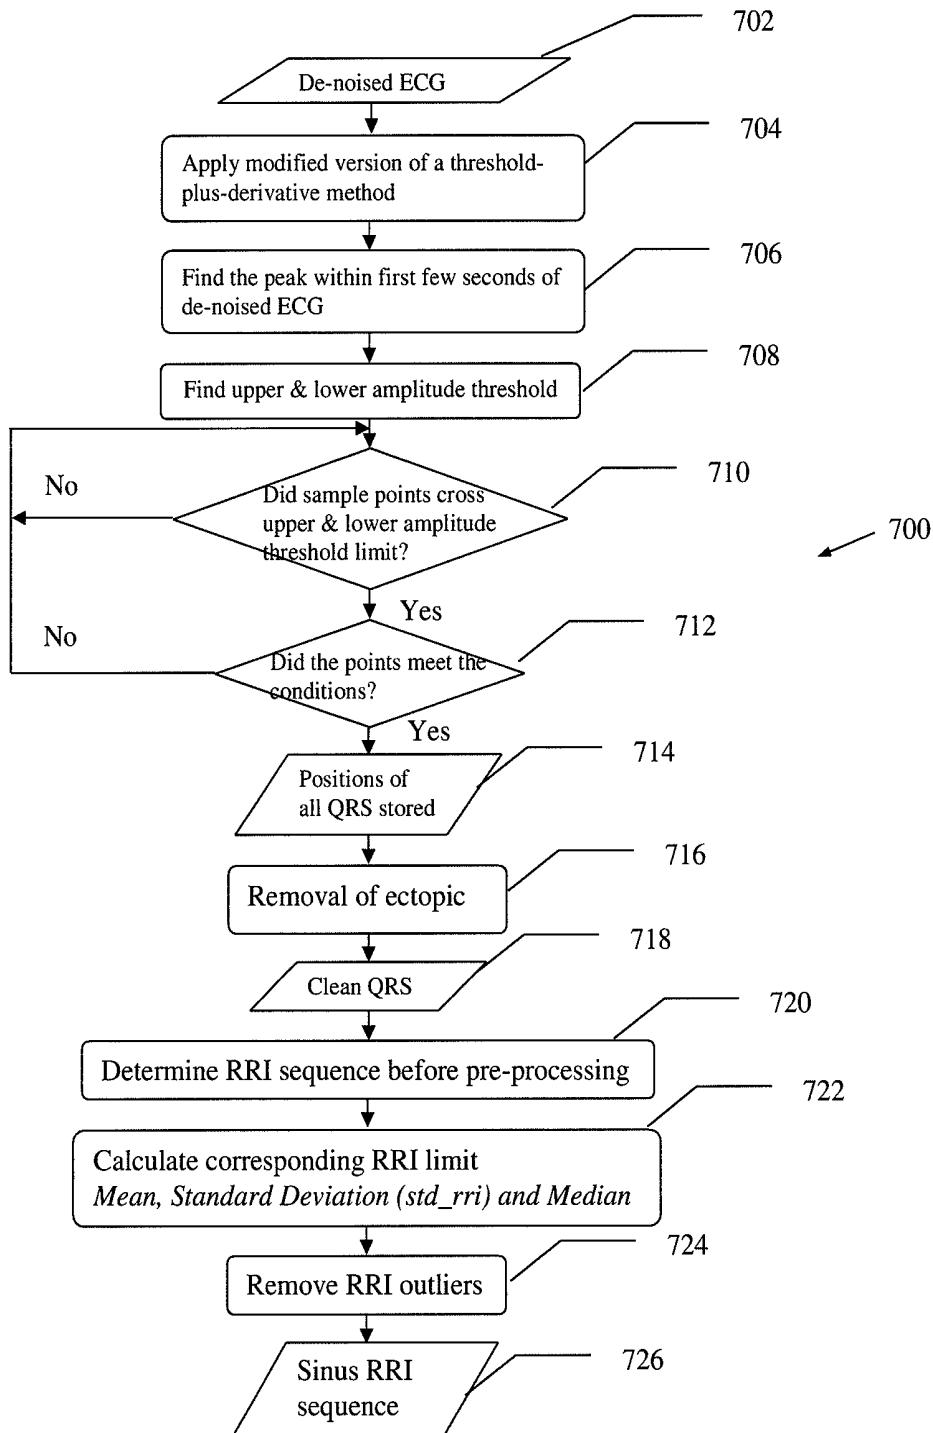 702
De-noised ECG
704
Apply modified version of a threshold-
plus-derivative method
706
Find the peak within first few seconds of
de-noised ECG
708
Find upper & lower amplitude threshold
No
710
Did sample points cross
upper & lower amplitude
threshold limit?
700
Yes
No
712
Did the points meet the
conditions?
Yes
714
Positions of
all QRS stored
716
Removal of ectopic
718
Clean QRS
720
Determine RRI sequence before pre-processing
722
Calculate corresponding RRI limit
Mean, Standard Deviation (std_rri) and Median
724
Remove RRI outliers
726
Sinus RRI
sequence